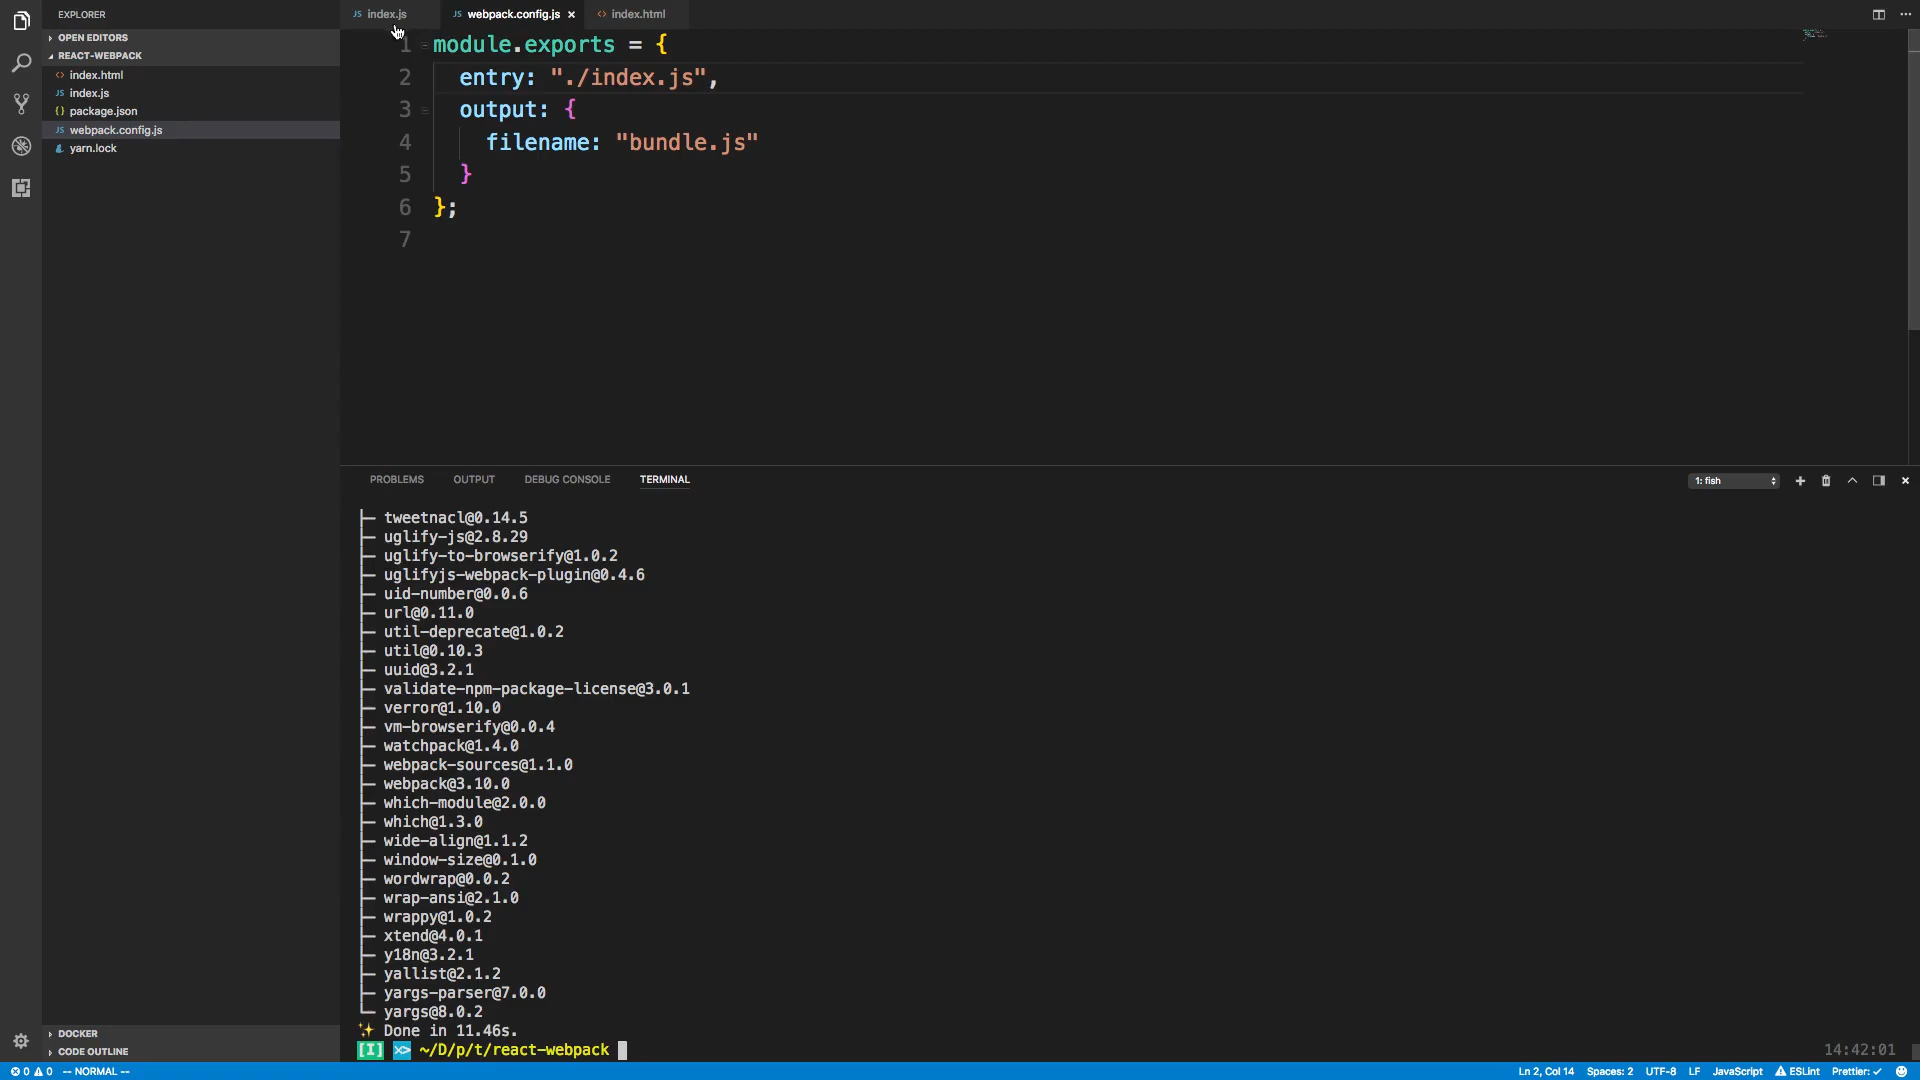 EXPLORER
OPEN EDITORS
REACT-WEBPACK
index.html
JS index.js
{} package.json
JS webpack.config.js
yarn.lock
DOCKER
CODE OUTLINE
JS index.js
JS webpack.config.js ×
<> index.html
1 module.exports = {
2 entry: "./index.js",
3 output: {
4 filename: "bundle.js"
5 }
6 };
7
PROBLEMS OUTPUT DEBUG CONSOLE TERMINAL
1: fish
├─ tweetnacl@0.14.5
├─ uglify-js@2.8.29
├─ uglify-to-browserify@1.0.2
├─ uglifyjs-webpack-plugin@0.4.6
├─ uid-number@0.0.6
├─ url@0.11.0
├─ util-deprecate@1.0.2
├─ util@0.10.3
├─ uuid@3.2.1
├─ validate-npm-package-license@3.0.1
├─ verror@1.10.0
├─ vm-browserify@0.0.4
├─ watchpack@1.4.0
├─ webpack-sources@1.1.0
├─ webpack@3.10.0
├─ which-module@2.0.0
├─ which@1.3.0
├─ wide-align@1.1.2
├─ window-size@0.1.0
├─ wordwrap@0.0.2
├─ wrap-ansi@2.1.0
├─ wrappy@1.0.2
├─ xtend@4.0.1
├─ y18n@3.2.1
├─ yallist@2.1.2
├─ yargs-parser@7.0.0
└─ yargs@8.0.2
✨ Done in 11.46s.
[I] >< ~/D/p/t/react-webpack 14:42:01
0 0 -- NORMAL -- Ln 2, Col 14 Spaces: 2 UTF-8 LF JavaScript ESLint Prettier: ✓